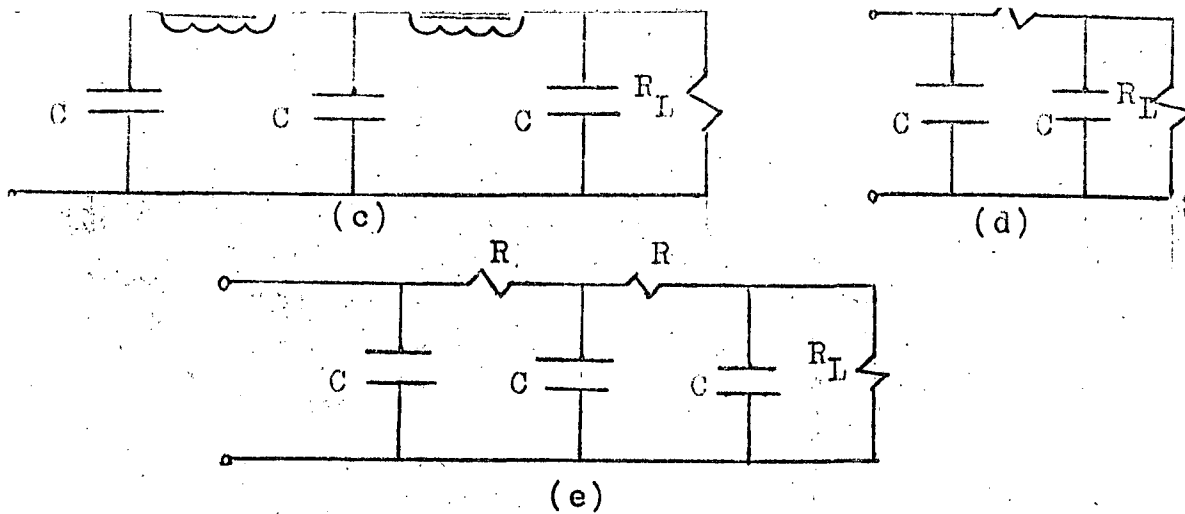 C C C R_L
C C R_L
(c) (d)
R R
C C C R_L
(e)